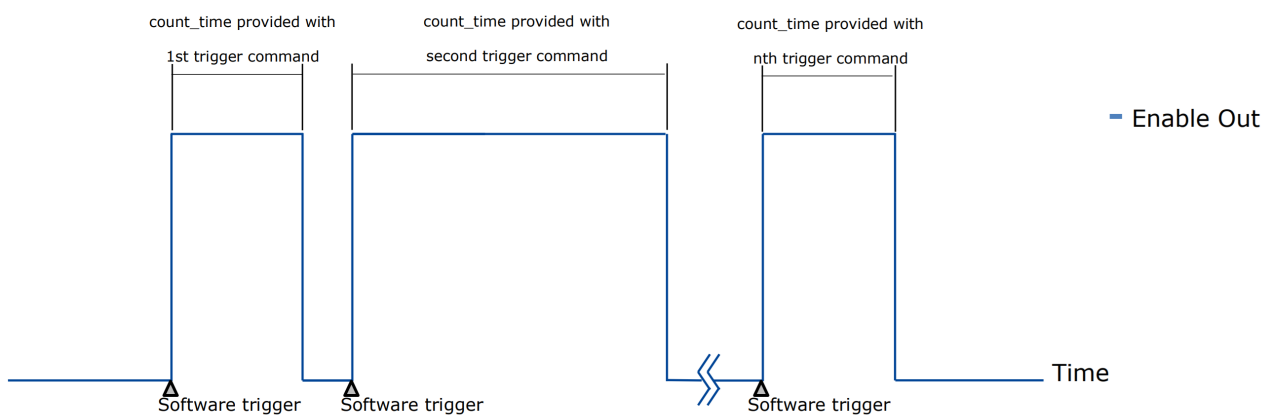 count_time provided with
1st trigger command
count_time provided with
second trigger command
count_time provided with
nth trigger command
Enable Out
Time
Software trigger
Software trigger
Software trigger